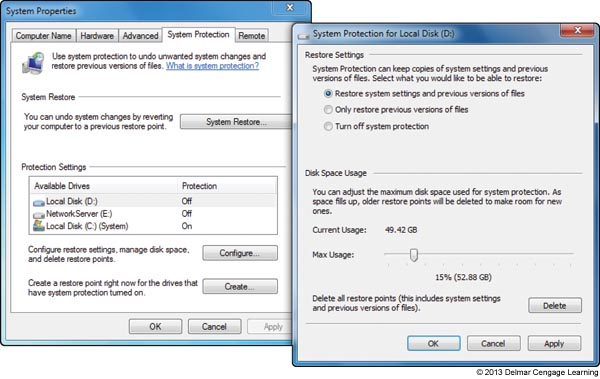 System Properties
Computer Name
Hardware
Advanced
System Protection
Remote
Use system protection to undo unwanted system changes and
restore previous versions of files. What is system protection?
System Restore
You can undo system changes by reverting
your computer to a previous restore point.
System Restore...
Protection Settings
Available Drives
Protection
Local Disk (D:)
Off
NetworkServer (E:)
Off
Local Disk (C:) (System)
On
Configure restore settings, manage disk space,
and delete restore points.
Configure...
Create a restore point right now for the drives that
have system protection turned on.
Create...
OK
Cancel
Apply
System Protection for Local Disk (D:)
Restore Settings
System Protection can keep copies of system settings and previous
versions of files. Select what you would like to be able to restore:
Restore system settings and previous versions of files
Only restore previous versions of files
Turn off system protection
Disk Space Usage
You can adjust the maximum disk space used for system protection. As
space fills up, older restore points will be deleted to make room for new
ones.
Current Usage:
49.42 GB
Max Usage:
15% (52.88 GB)
Delete all restore points (this includes system settings
and previous versions of files).
Delete
OK
Cancel
Apply
© 2013 Delmar Cengage Learning